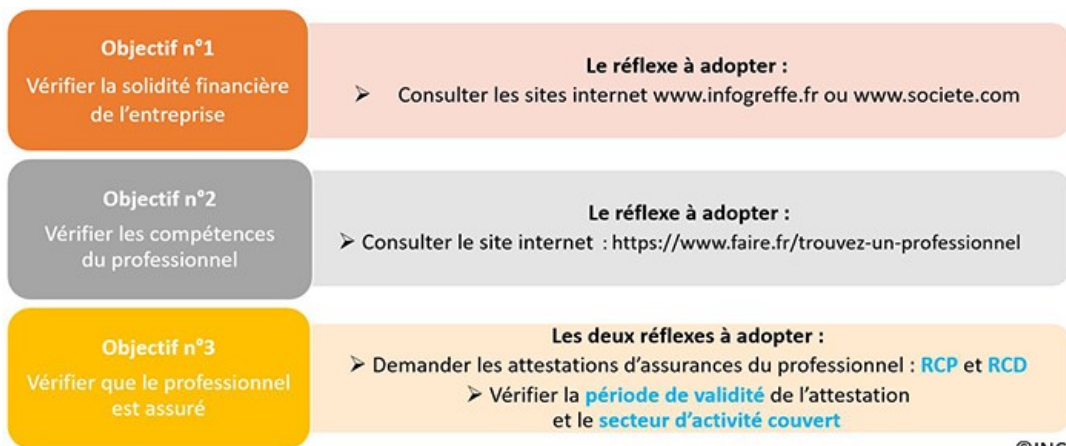 Objectif n°1
Vérifier la solidité financière
de l'entreprise
Le réflexe à adopter :
➢ Consulter les sites internet www.infogreffe.fr ou www.societe.com
Objectif n°2
Vérifier les compétences
du professionnel
Le réflexe à adopter :
➢ Consulter le site internet : https://www.faire.fr/trouvez-un-professionnel
Objectif n°3
Vérifier que le professionnel
est assuré
Les deux réflexes à adopter :
➢ Demander les attestations d'assurances du professionnel : RCP et RCD
➢ Vérifier la période de validité de l'attestation
et le secteur d'activité couvert